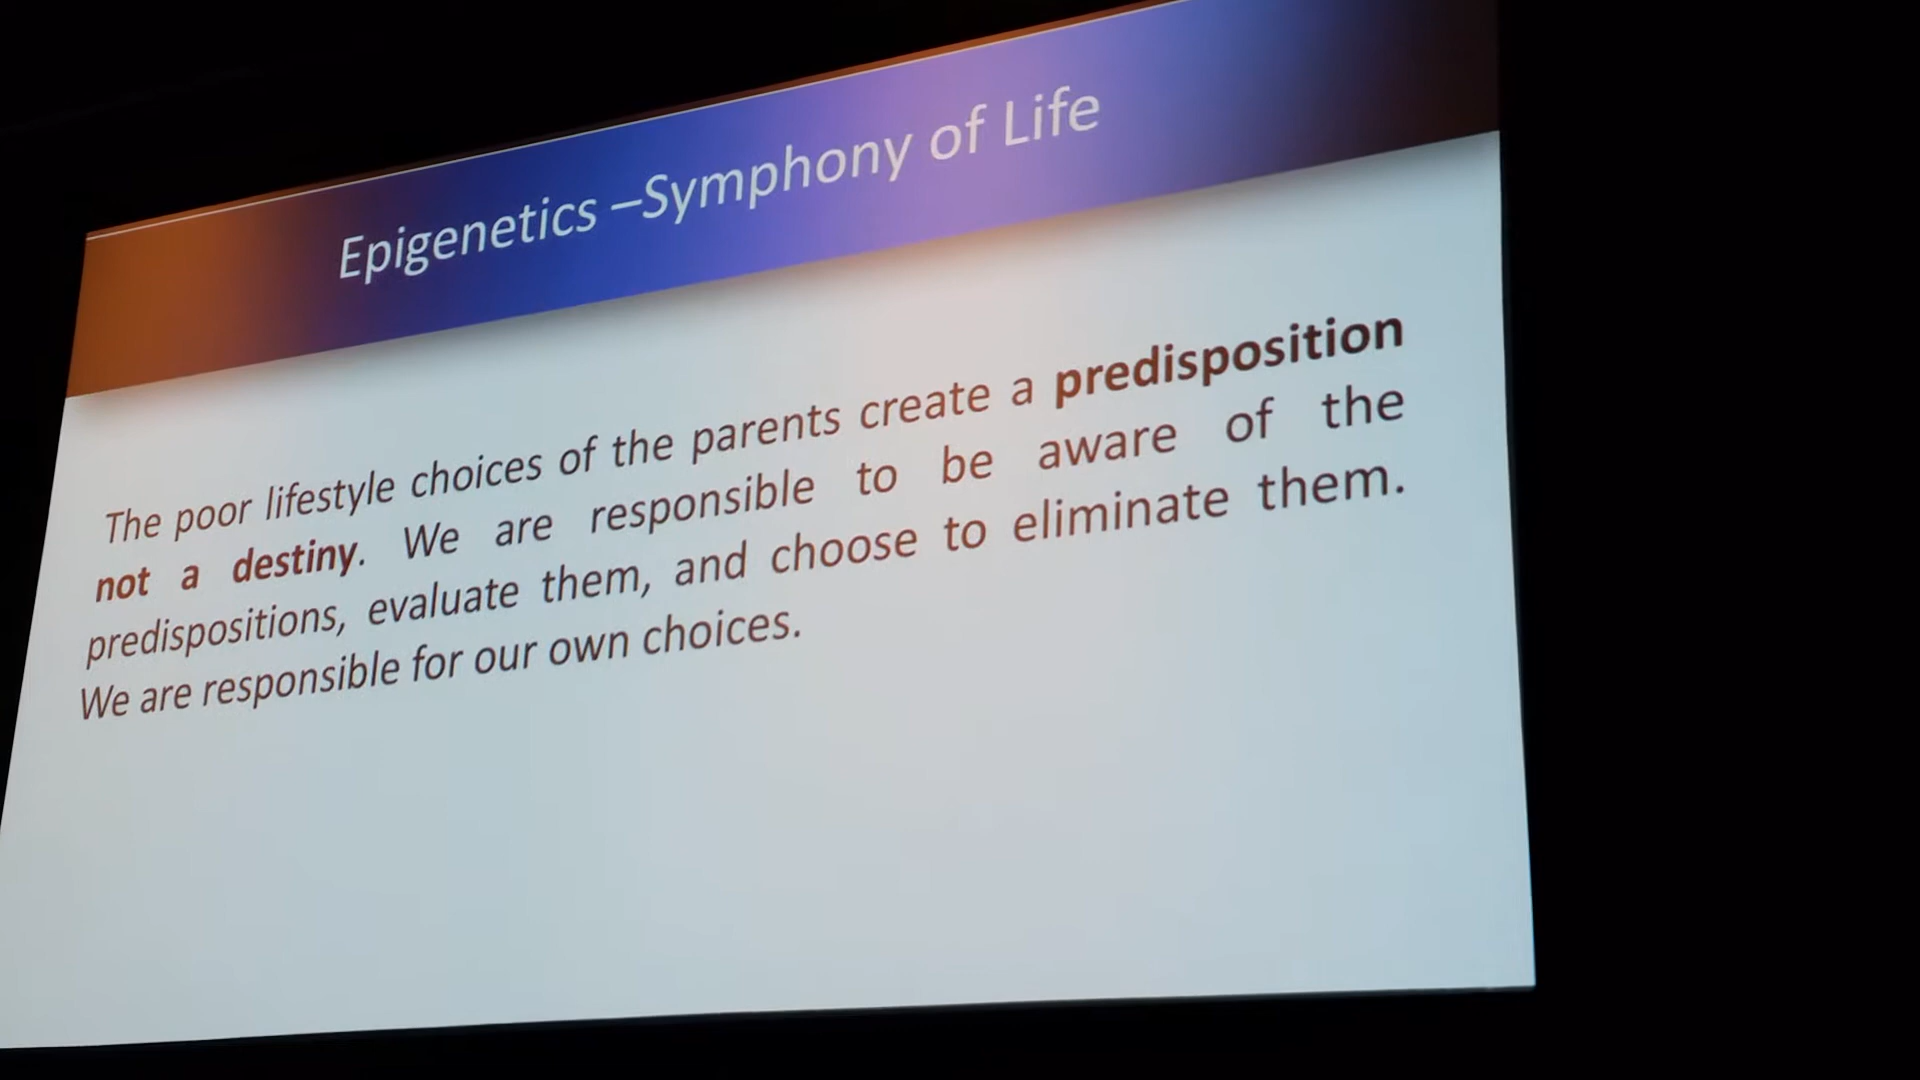 Epigenetics –Symphony of Life
The poor lifestyle choices of the parents create a predisposition
not a destiny. We are responsible to be aware of the
predispositions, evaluate them, and choose to eliminate them.
We are responsible for our own choices.